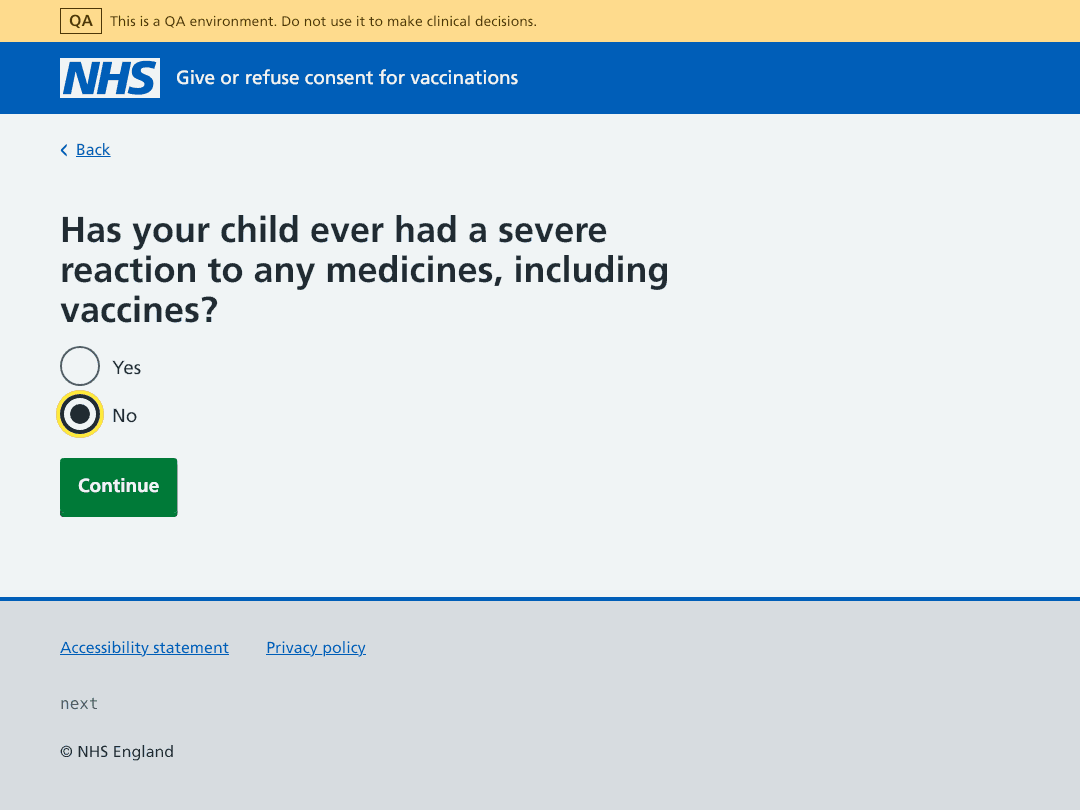 QA This is a QA environment. Do not use it to make clinical decisions.
NHS Give or refuse consent for vaccinations
Back
Has your child ever had a severe
reaction to any medicines, including
vaccines?
Yes
No
Continue
Accessibility statement Privacy policy
next
© NHS England